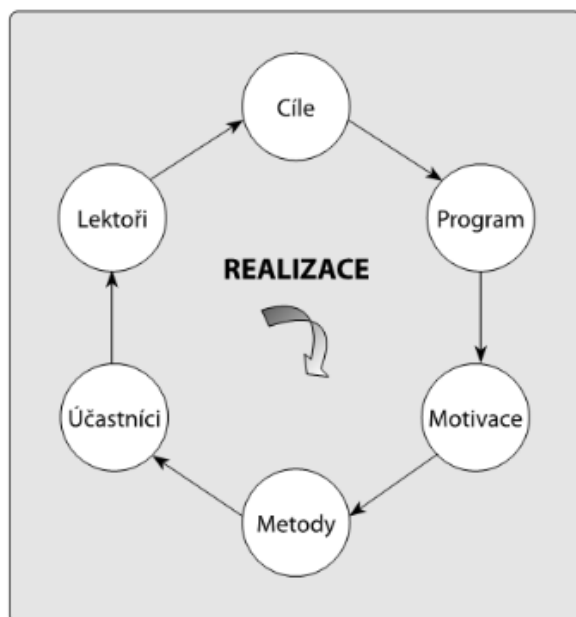 Cíle
Lektoři
Program
REALIZACE
Účastníci
Motivace
Metody